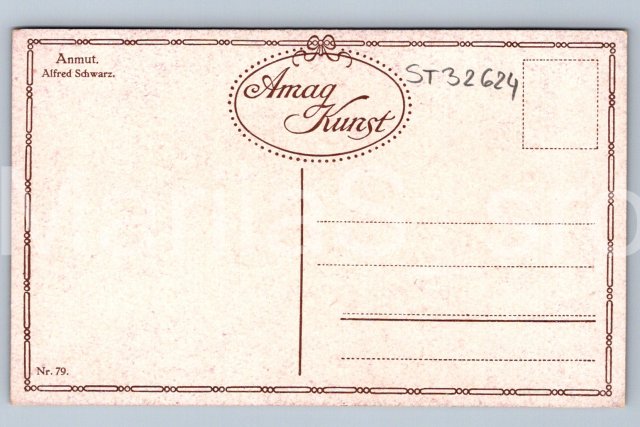 Anmut.
Alfred Schwarz.
Amag
Kunst
ST32624
Nr. 79.